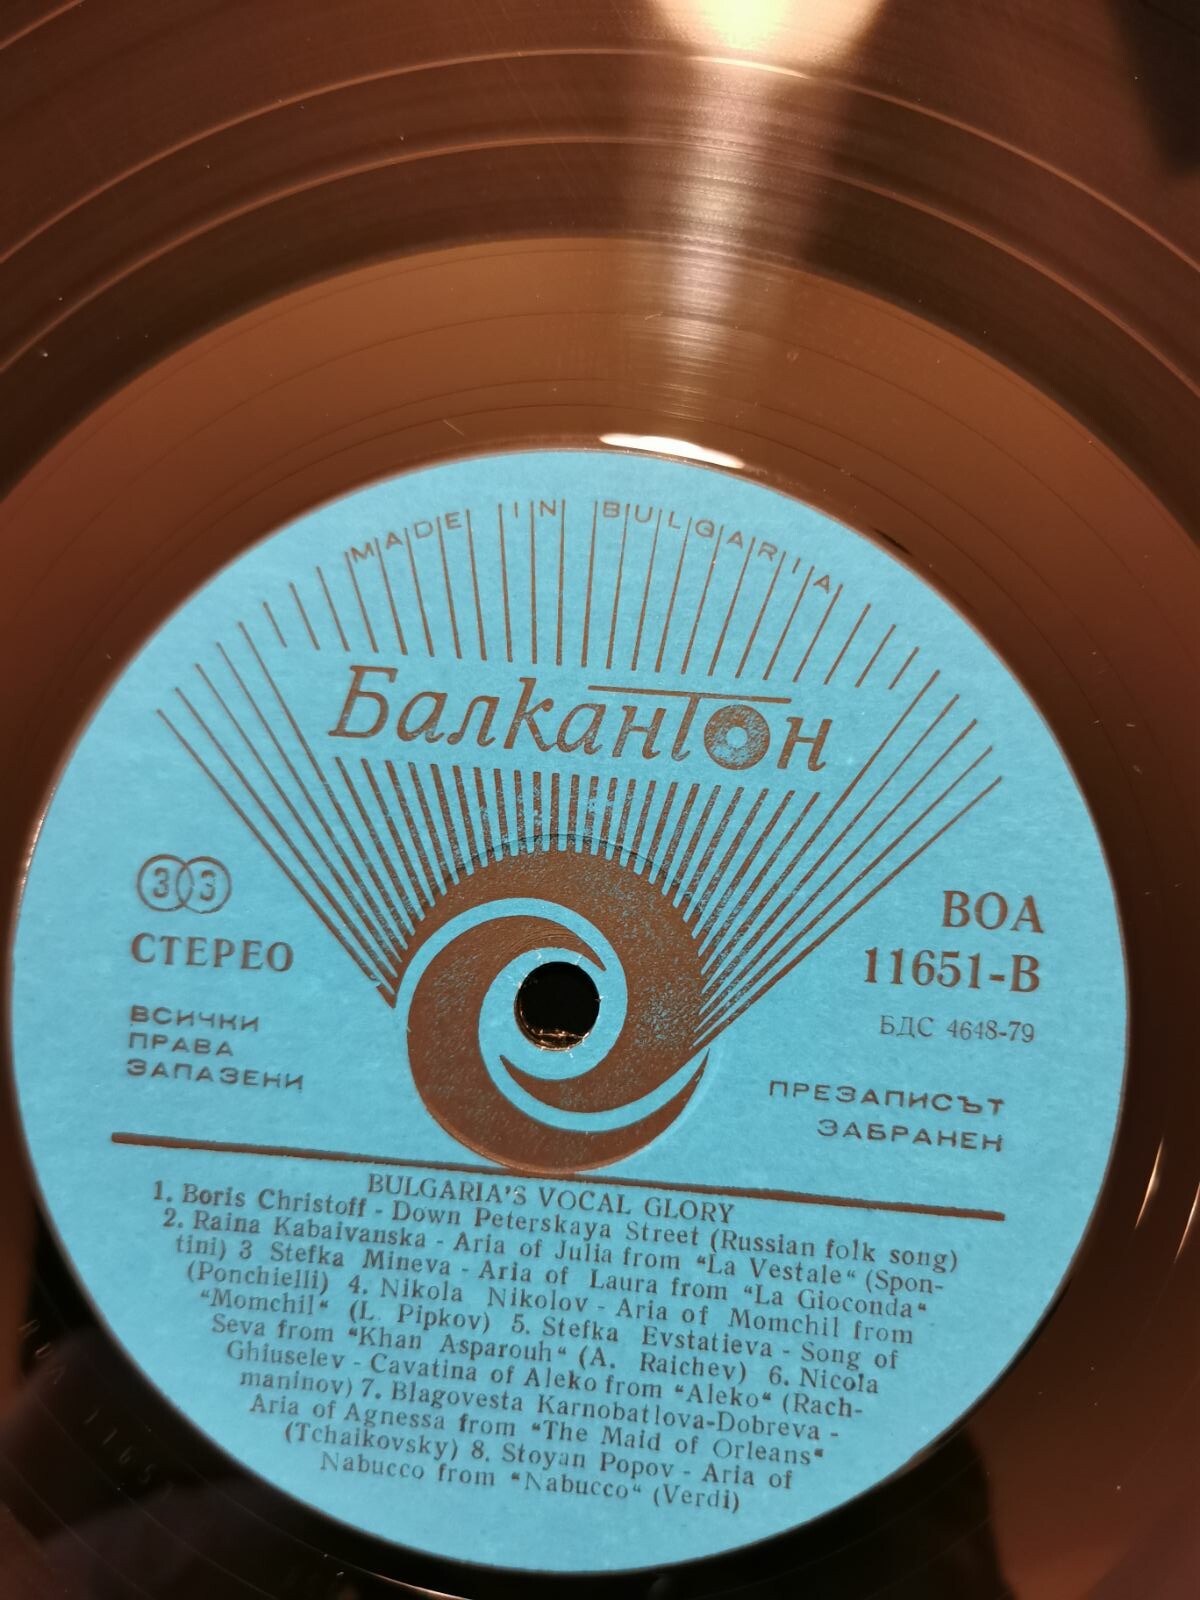 MADE IN BULGARIA
Балкантон
33
СТЕРЕО
ВСИЧКИ
ПРАВА
ЗАПАЗЕНИ
ВОА
11651-В
БДС 4648-79
ПРЕЗАПИСЪТ
ЗАБРАНЕН
BULGARIA'S VOCAL GLORY
1. Boris Christoff - Down Peterskaya Street (Russian folk song)
2. Raina Kabaivanska - Aria of Julia from "La Vestale" (Spon-
tini) 3 Stefka Mineva - Aria of Laura from "La Gioconda"
(Ponchielli) 4. Nikola Nikolov - Aria of Momchil from
"Momchil" (L. Pipkov) 5. Stefka Evstatieva - Song of
Seva from "Khan Asparouh" (A. Raichev) 6. Nicola
Ghiuselev - Cavatina of Aleko from "Aleko" (Rach-
maninov) 7. Blagovesta Karnobatlova-Dobreva -
Aria of Agnessa from "The Maid of Orleans"
(Tchaikovsky) 8. Stoyan Popov - Aria of
Nabucco from "Nabucco" (Verdi)